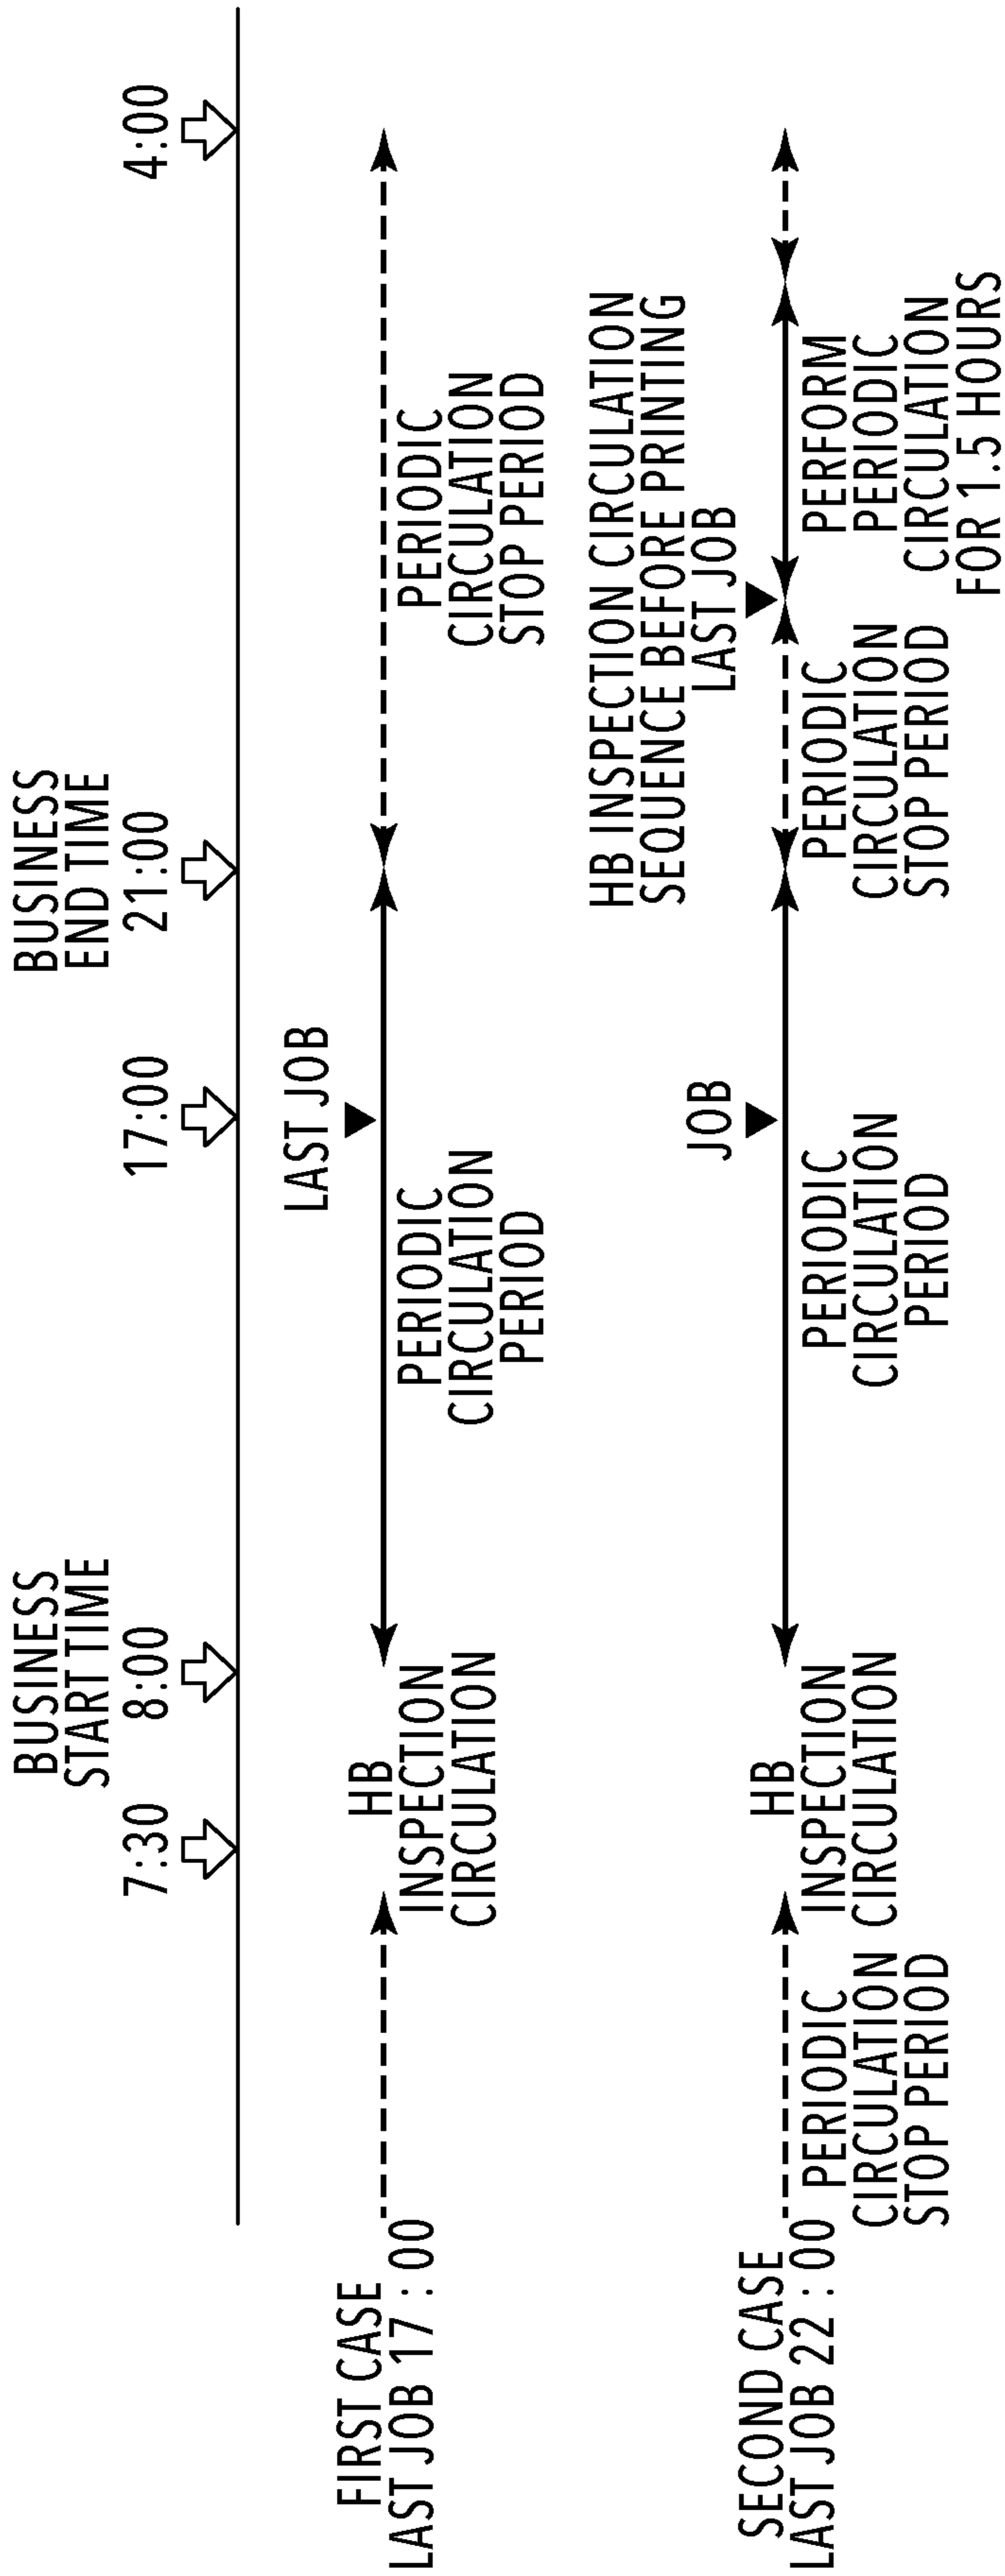 BUSINESS
START TIME
BUSINESS
END TIME
7:30
8:00
17:00
21:00
4:00
FIRST CASE
LAST JOB 17 : 00
HB
INSPECTION
CIRCULATION
LAST JOB
PERIODIC
CIRCULATION
PERIOD
PERIODIC
CIRCULATION
STOP PERIOD
SECOND CASE
LAST JOB 22 : 00
PERIODIC
CIRCULATION
STOP PERIOD
HB
INSPECTION
CIRCULATION
JOB
PERIODIC
CIRCULATION
PERIOD
HB INSPECTION CIRCULATION
SEQUENCE BEFORE PRINTING
LAST JOB
PERIODIC
CIRCULATION
STOP PERIOD
PERFORM
PERIODIC
CIRCULATION
FOR 1.5 HOURS